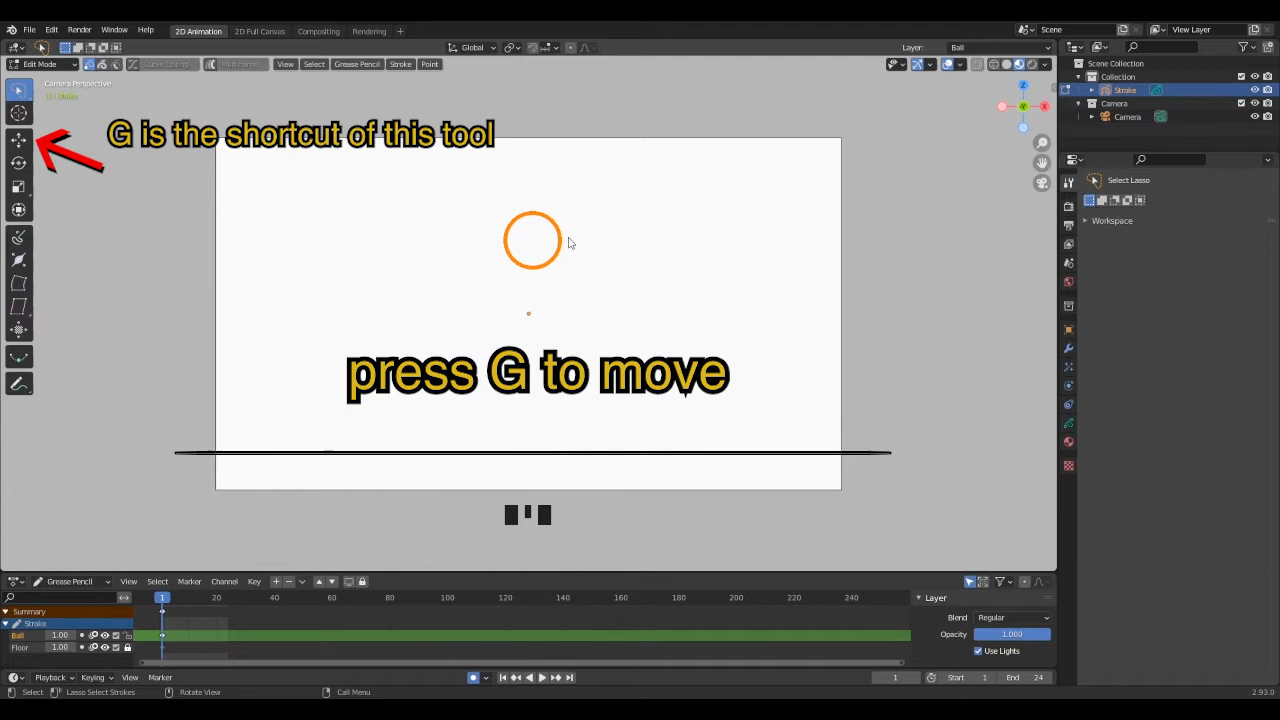 File Edit Render Window Help 2D Animation 2D Full Canvas Compositing Rendering + Scene View Layer
Global Layer: Ball
Edit Mode View Select Grease Pencil Stroke Point
Scene Collection
Collection
Stroke
Camera
Camera
Camera Perspective
(1) Stroke
X
G is the shortcut of this tool
Select Lasso
Workspace
press G to move
Grease Pencil View Select Marker Channel Key
1 20 40 60 80 100 120 140 160 180 200 220 240
Summary
Stroke
Ball 1.00
Floor 1.00
Layer
Blend Regular
Opacity 1.000
Use Lights
Playback Keying View Marker 1 Start 1 End 24
Select Lasso Select Strokes Rotate View Call Menu 2.93.0